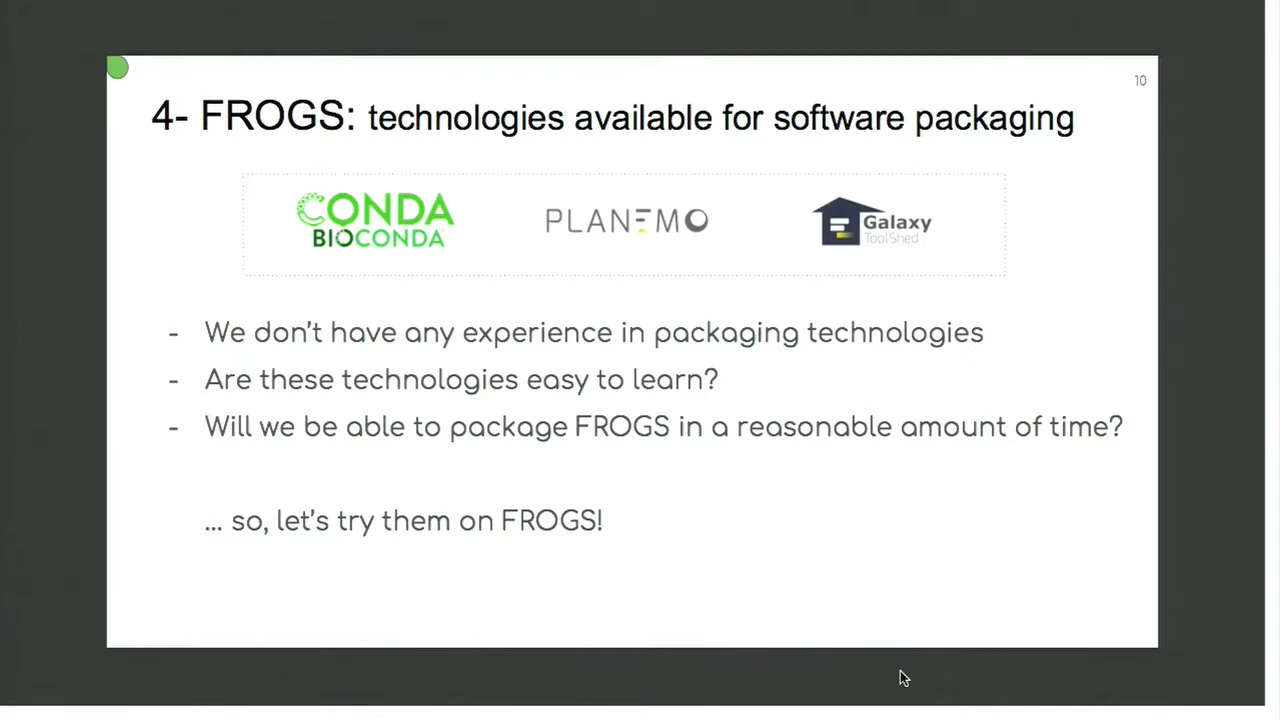 10
4- FROGS: technologies available for software packaging
CONDA
BIOCONDA
PLANEMO
Galaxy
ToolShed
- We don't have any experience in packaging technologies
- Are these technologies easy to learn?
- Will we be able to package FROGS in a reasonable amount of time?
... so, let's try them on FROGS!